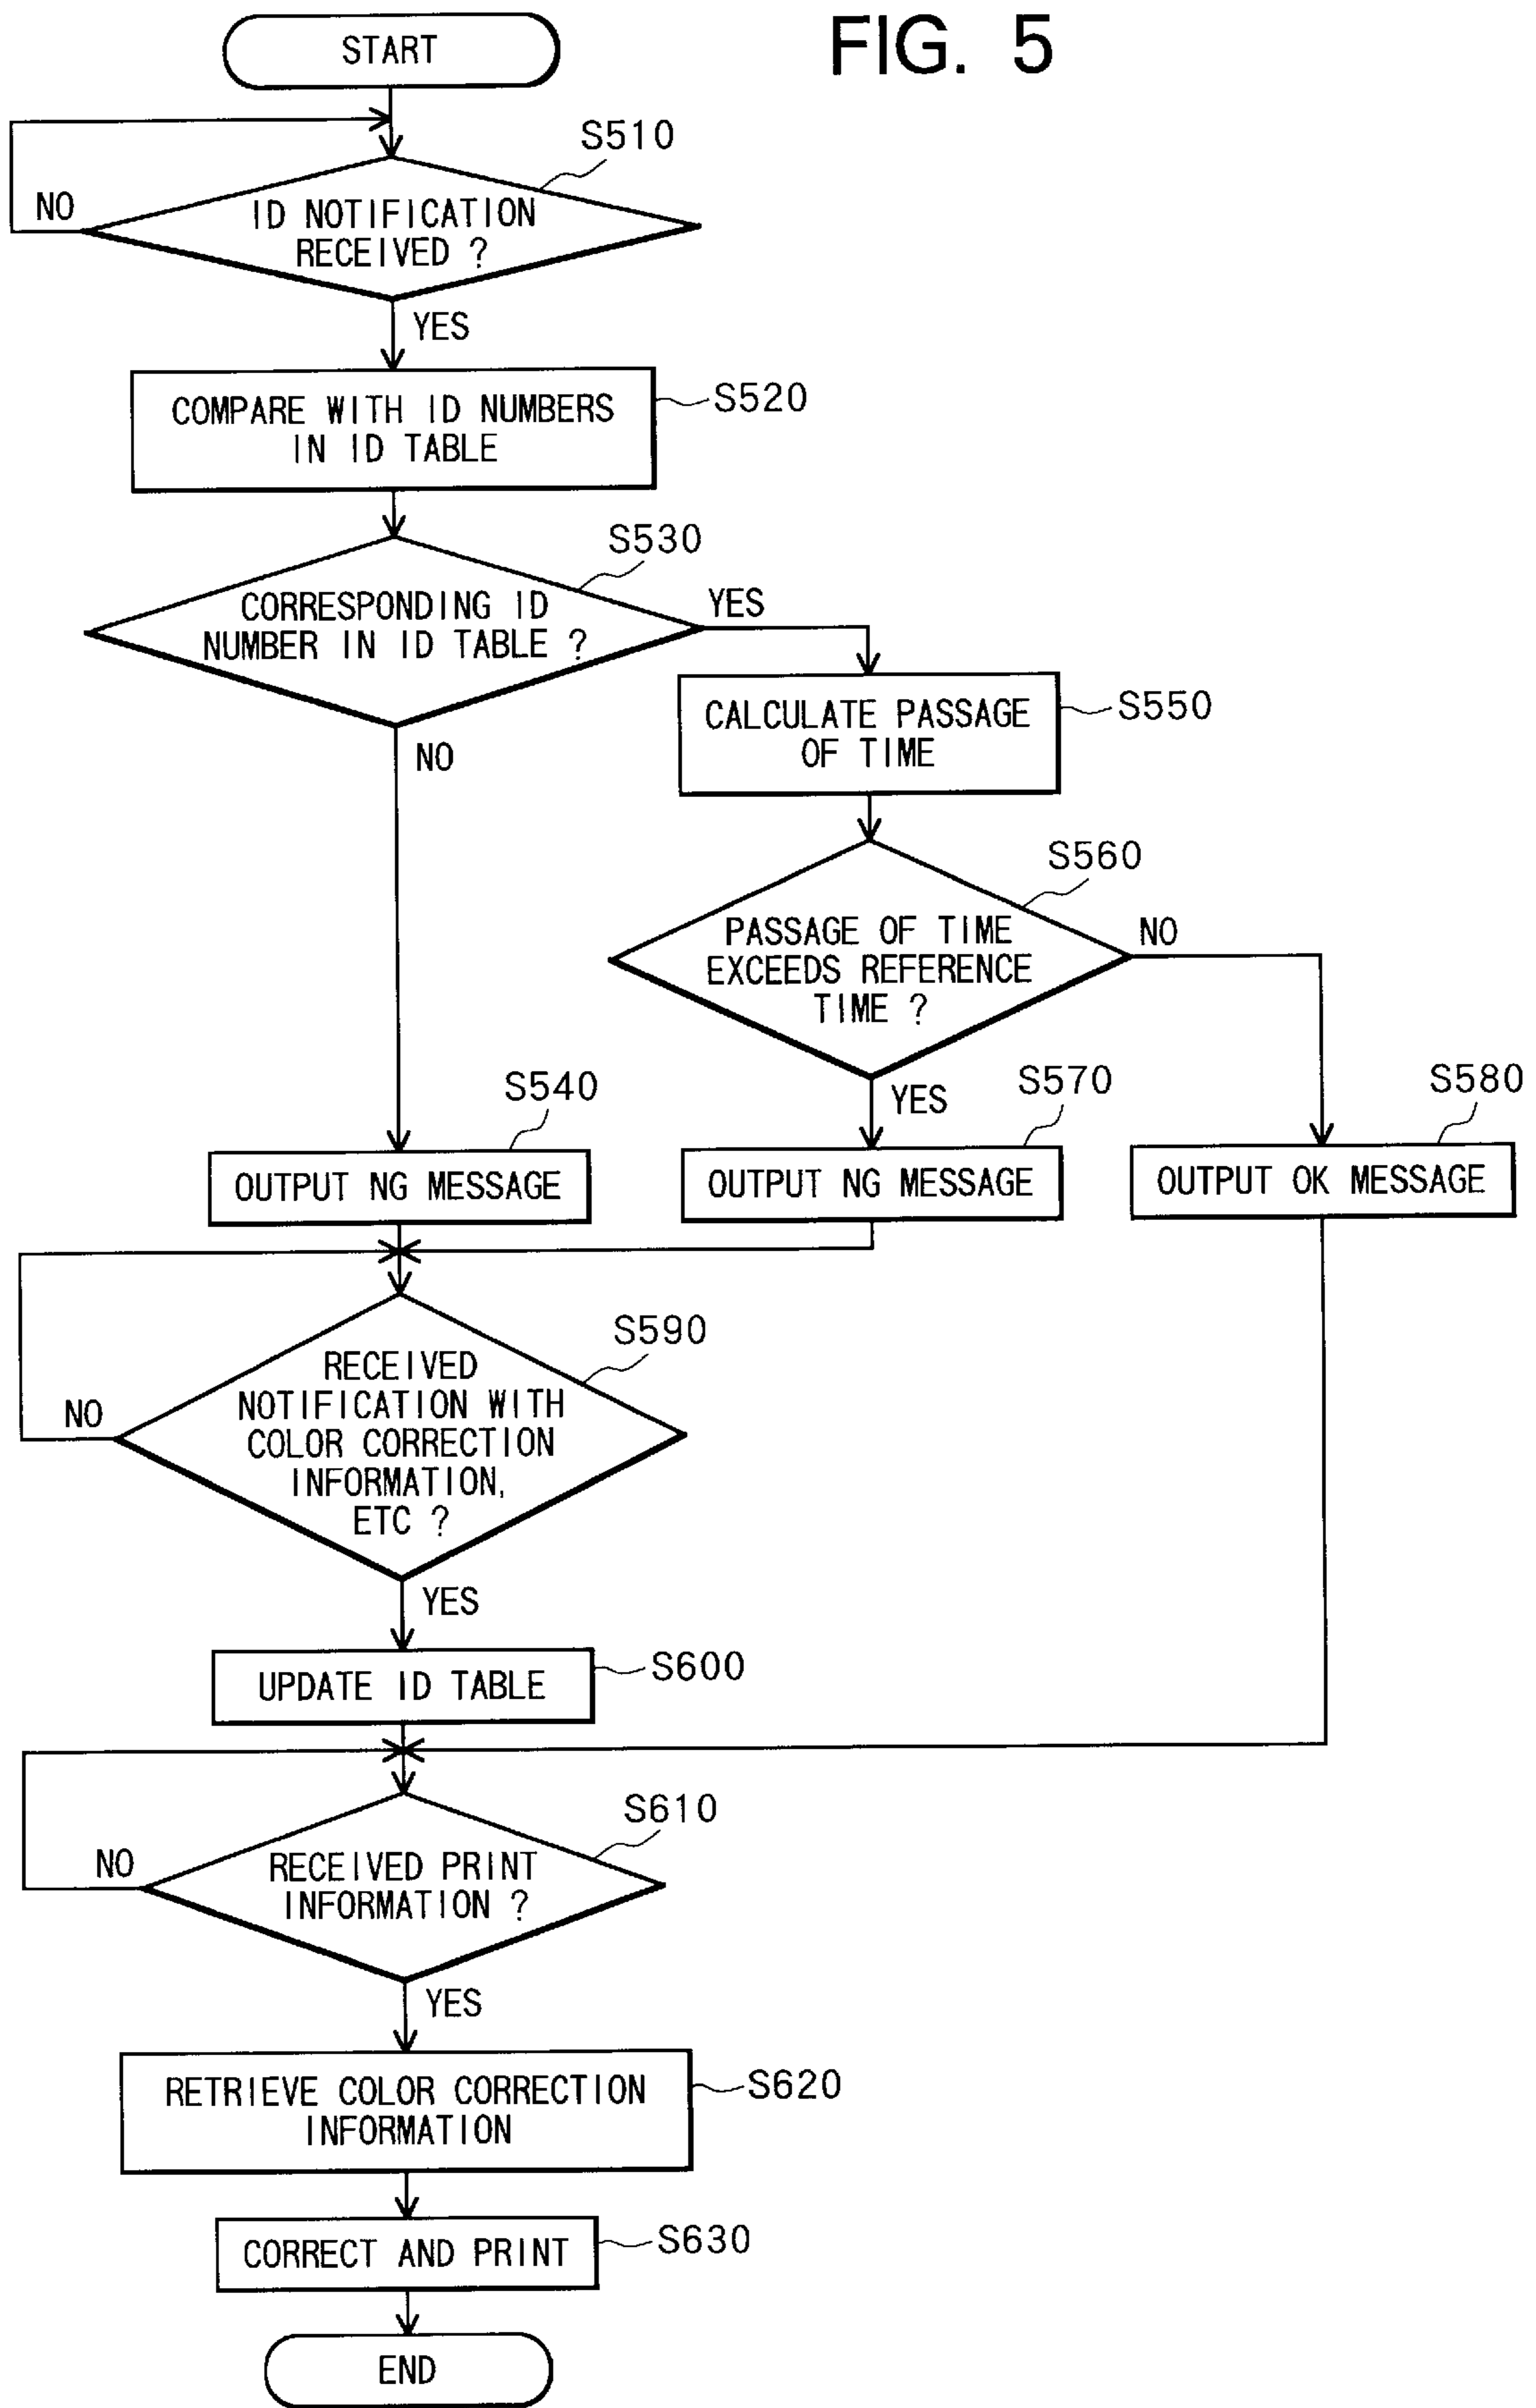 FIG. 5
START
S510
NO
ID NOTIFICATION
RECEIVED ?
YES
S520
COMPARE WITH ID NUMBERS
IN ID TABLE
S530
CORRESPONDING ID
NUMBER IN ID TABLE ?
YES
NO
CALCULATE PASSAGE
OF TIME
S550
S560
PASSAGE OF TIME
EXCEEDS REFERENCE
TIME ?
NO
YES
S540
S570
S580
OUTPUT NG MESSAGE
OUTPUT NG MESSAGE
OUTPUT OK MESSAGE
S590
RECEIVED
NOTIFICATION WITH
COLOR CORRECTION
INFORMATION,
ETC ?
NO
YES
UPDATE ID TABLE
S600
S610
NO
RECEIVED PRINT
INFORMATION ?
YES
RETRIEVE COLOR CORRECTION
INFORMATION
S620
CORRECT AND PRINT
S630
END